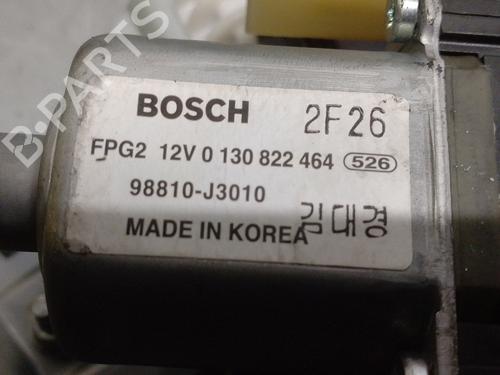 B-PARTS
BOSCH 2F26
FPG2 12V 0 130 822 464 526
98810-J3010
MADE IN KOREA 김대경